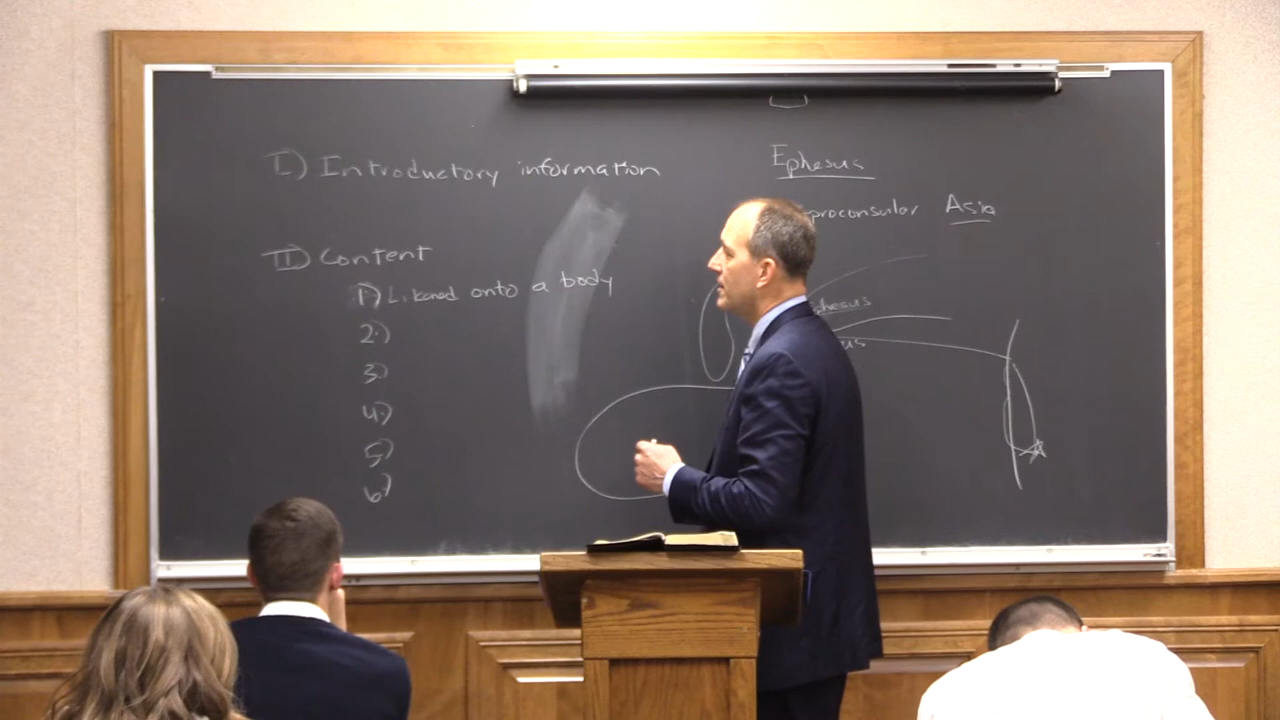 I) Introductory information
II) Content
1.) Likened onto a body
2.)
3)
4.)
5)
6)
Ephesus
proconsular Asia